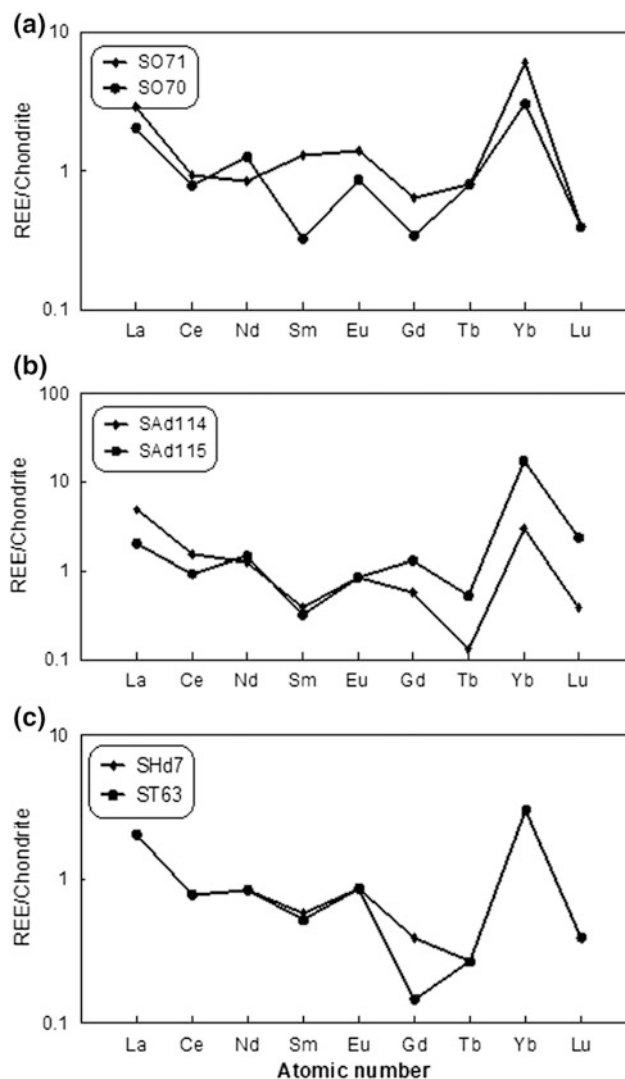 (a)
10
SO71
SO70
1
0.1
REE/Chondrite
La Ce Nd Sm Eu Gd Tb Yb Lu
(b)
100
SAd114
SAd115
10
1
0.1
REE/Chondrite
La Ce Nd Sm Eu Gd Tb Yb Lu
(c)
10
SHd7
ST63
1
0.1
REE/Chondrite
La Ce Nd Sm Eu Gd Tb Yb Lu
Atomic number